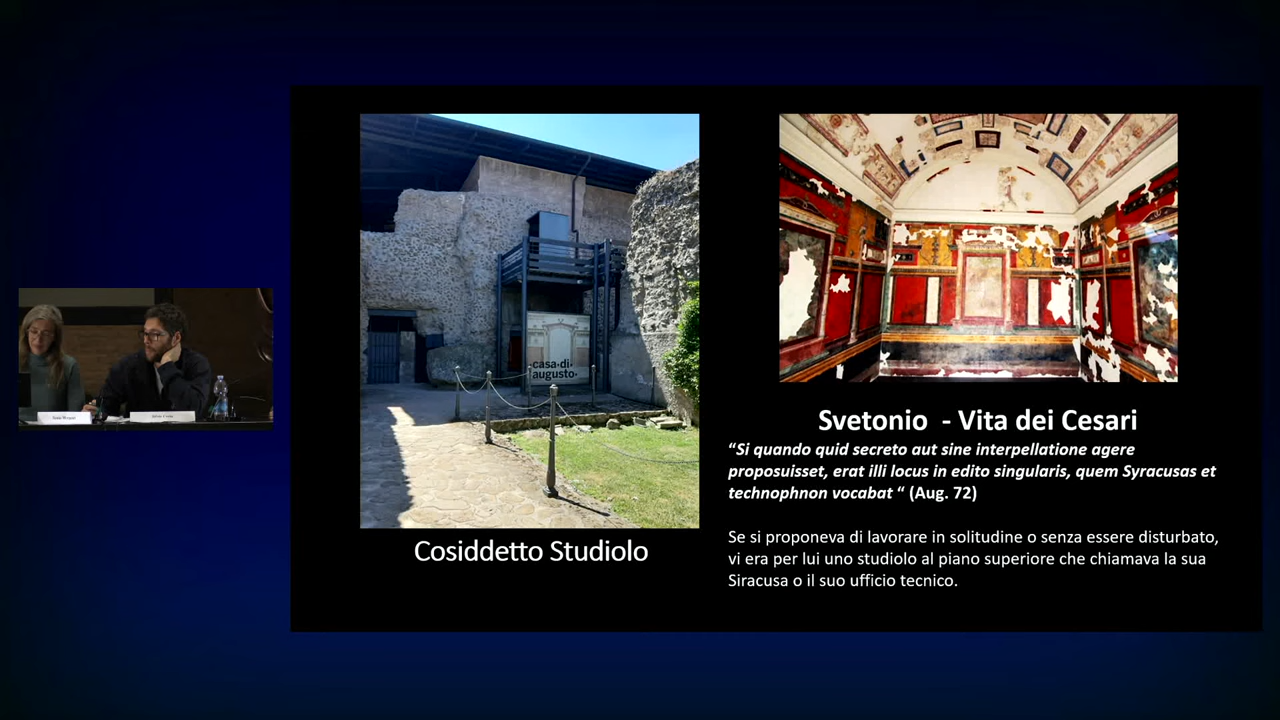 casa·di·
augusto·
Cosiddetto Studiolo
Svetonio - Vita dei Cesari
“Si quando quid secreto aut sine interpellatione agere
proposuisset, erat illi locus in edito singularis, quem Syracusas et
technophnon vocabat “ (Aug. 72)
Se si proponeva di lavorare in solitudine o senza essere disturbato,
vi era per lui uno studiolo al piano superiore che chiamava la sua
Siracusa o il suo ufficio tecnico.